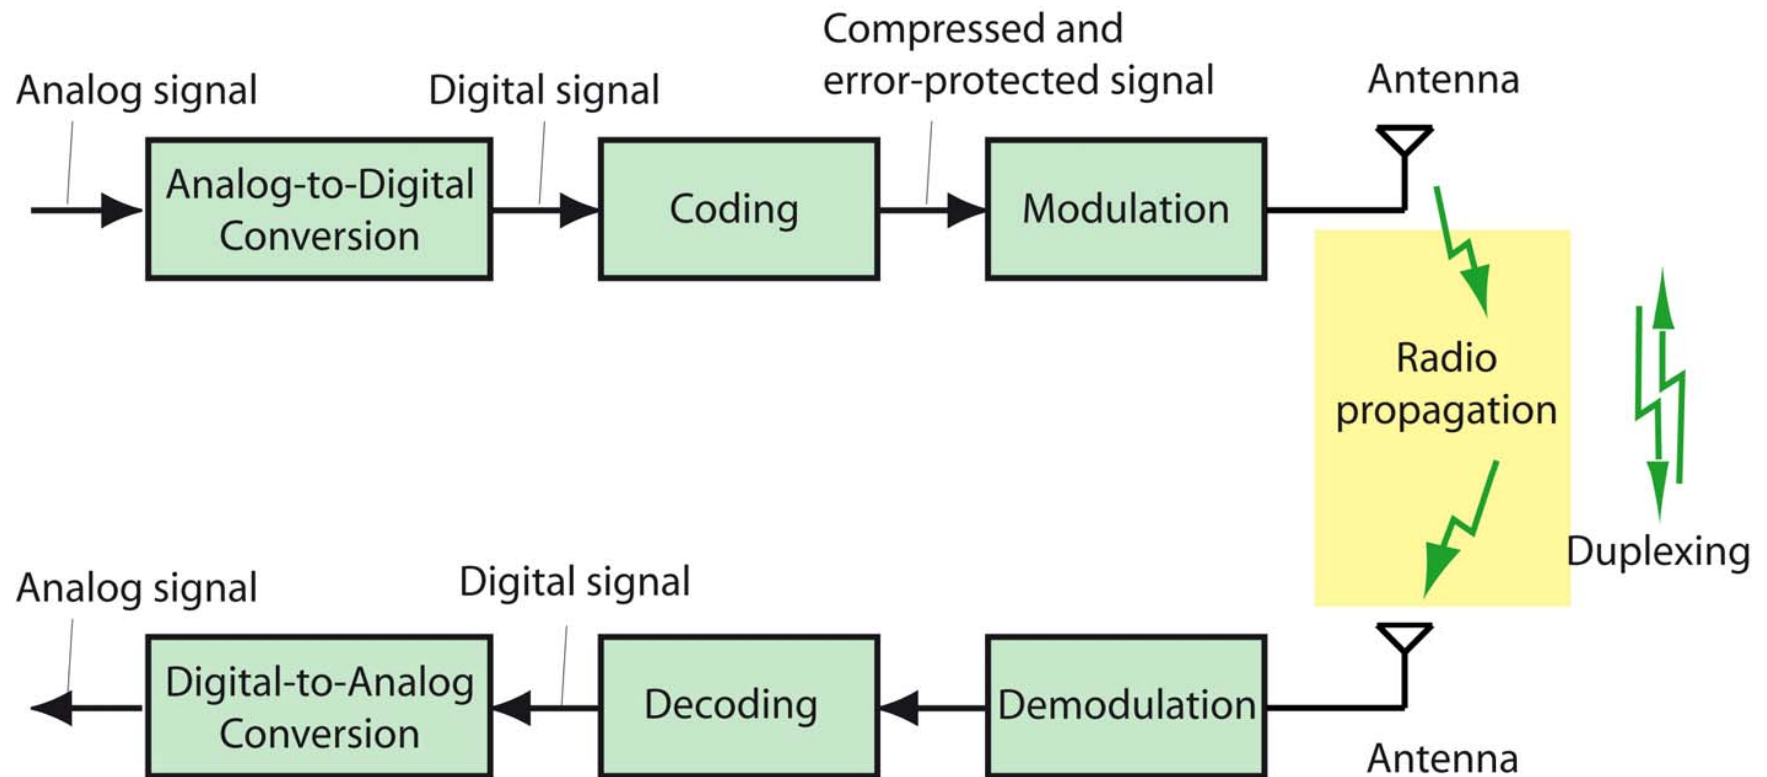 Compressed and
error-protected signal
Analog signal
Digital signal
Antenna
Analog-to-Digital
Conversion
Coding
Modulation
Radio
propagation
Duplexing
Analog signal
Digital signal
Digital-to-Analog
Conversion
Decoding
Demodulation
Antenna